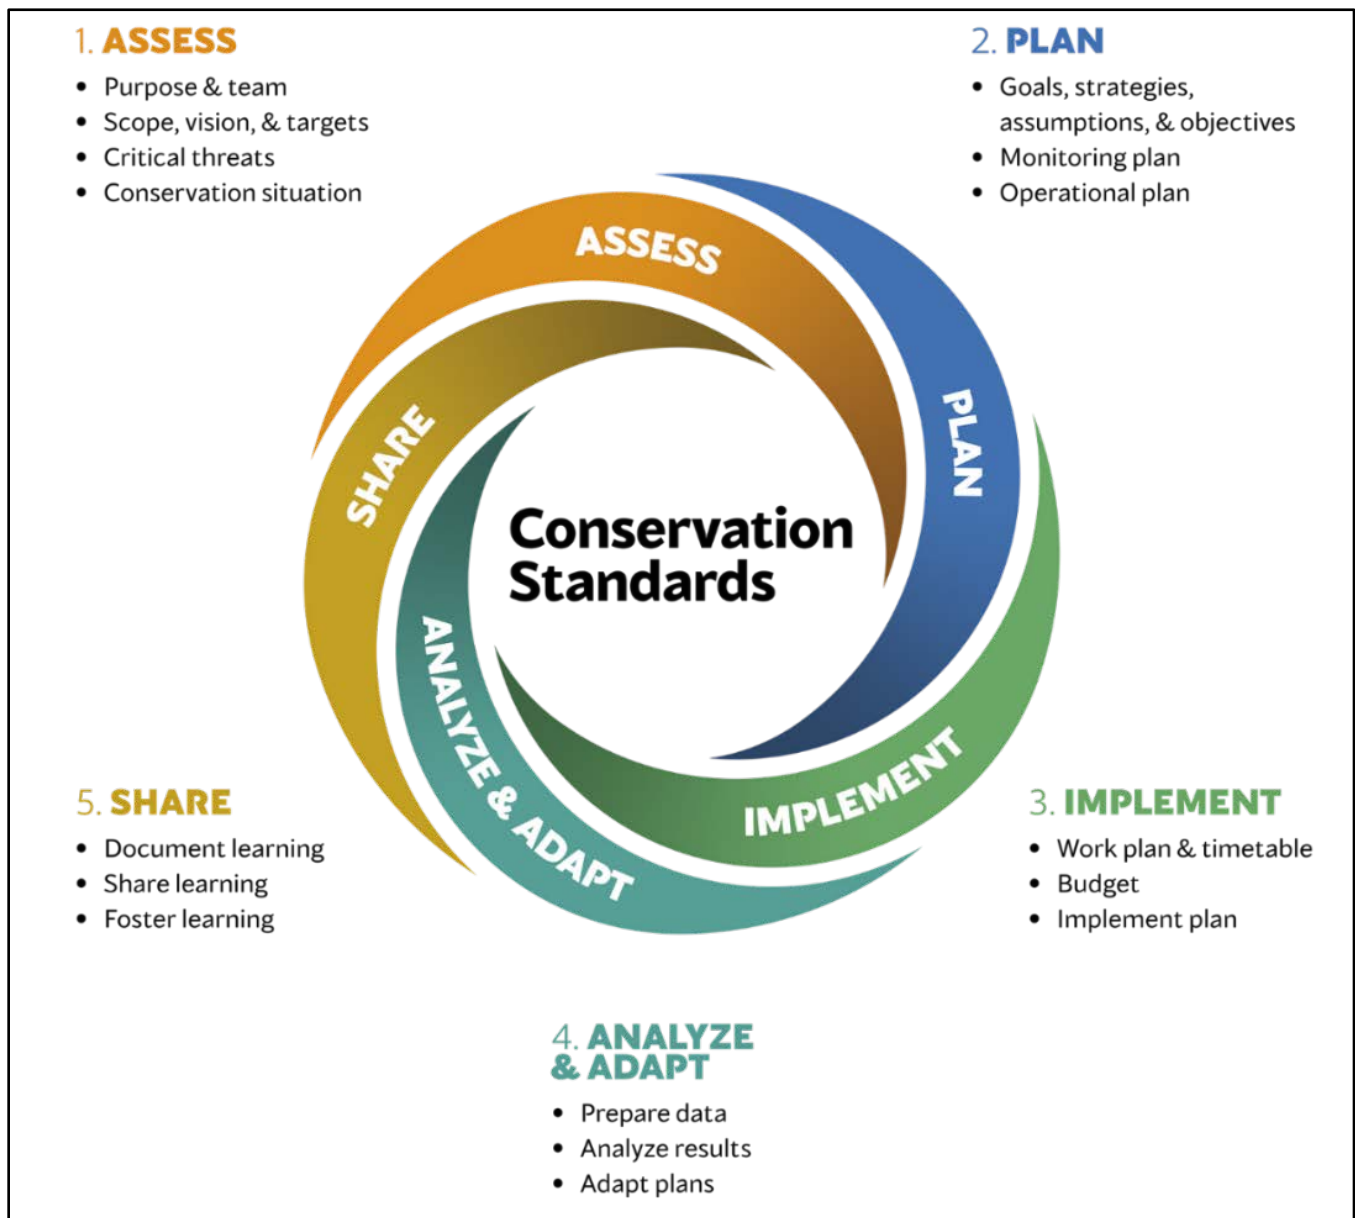 1. ASSESS
• Purpose & team
• Scope, vision, & targets
• Critical threats
• Conservation situation
2. PLAN
• Goals, strategies,
assumptions, & objectives
• Monitoring plan
• Operational plan
ASSESS
PLAN
SHARE
Conservation
Standards
ANALYZE & ADAPT
IMPLEMENT
5. SHARE
• Document learning
• Share learning
• Foster learning
3. IMPLEMENT
• Work plan & timetable
• Budget
• Implement plan
4. ANALYZE
& ADAPT
• Prepare data
• Analyze results
• Adapt plans